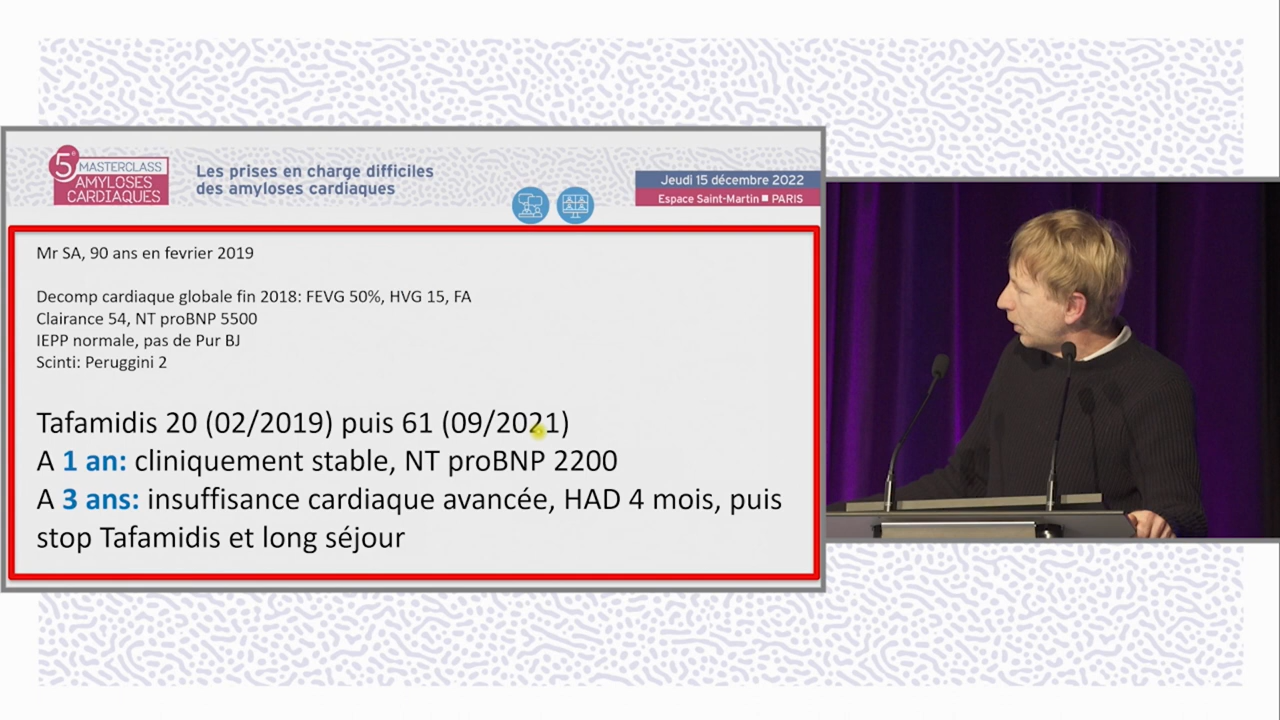 5e
MASTERCLASS
AMYLOSES
CARDIAQUES
Les prises en charge difficiles
des amyloses cardiaques
Jeudi 15 décembre 2022
Espace Saint-Martin ■ PARIS
Mr SA, 90 ans en fevrier 2019
Decomp cardiaque globale fin 2018: FEVG 50%, HVG 15, FA
Clairance 54, NT proBNP 5500
IEPP normale, pas de Pur BJ
Scinti: Peruggini 2
Tafamidis 20 (02/2019) puis 61 (09/2021)
A 1 an: cliniquement stable, NT proBNP 2200
A 3 ans: insuffisance cardiaque avancée, HAD 4 mois, puis
stop Tafamidis et long séjour